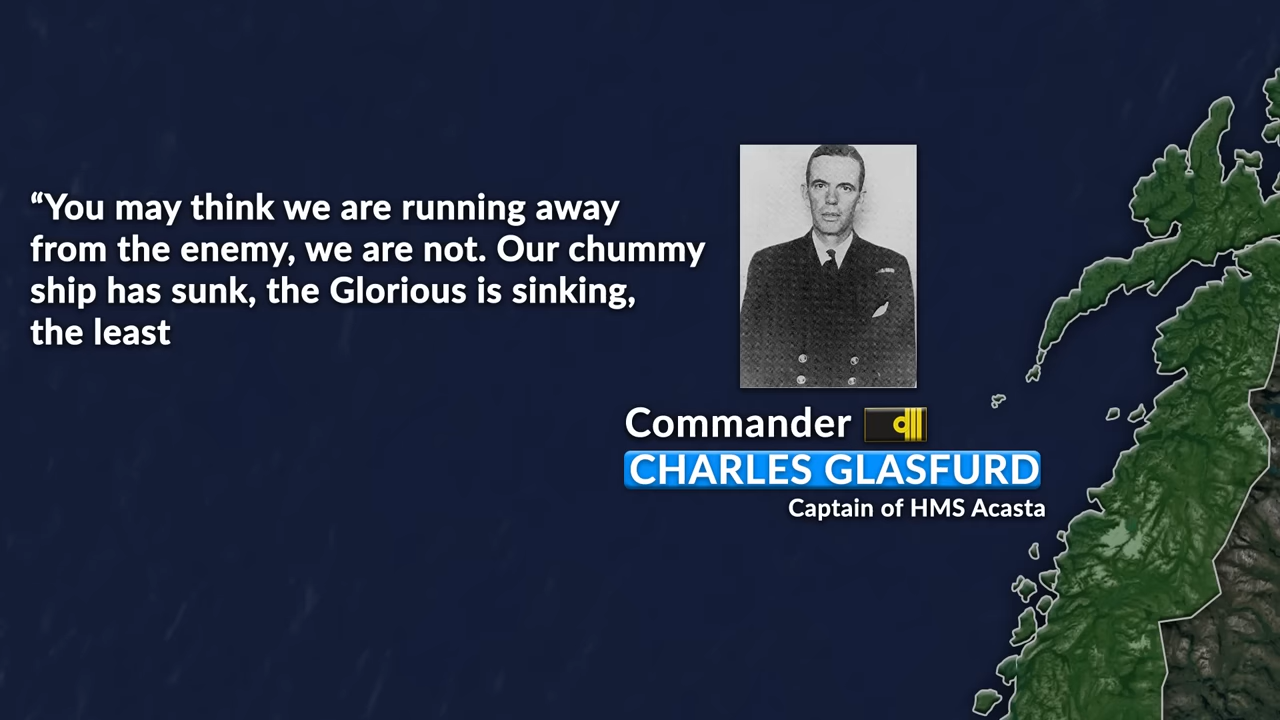 “You may think we are running away
from the enemy, we are not. Our chummy
ship has sunk, the Glorious is sinking,
the least
Commander
CHARLES GLASFURD
Captain of HMS Acasta